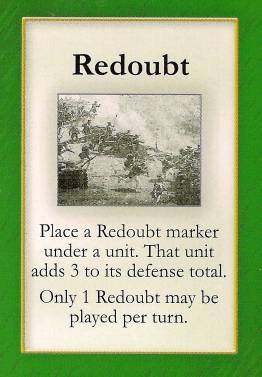 Redoubt
Place a Redoubt marker
under a unit. That unit
adds 3 to its defense total.
Only 1 Redoubt may be
played per turn.